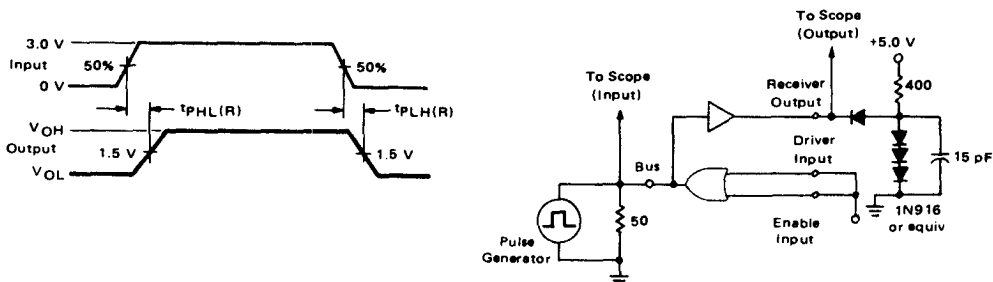 3.0 V
Input
50%
50%
0 V
tPHL(R)
tPLH(R)
VOH
Output
1.5 V
1.5 V
VOL
To Scope
(Output)
+5.0 V
To Scope
(Input)
Receiver
Output
400
Driver
Input
15 pF
Bus
50
Pulse
Generator
Enable
Input
1N916
or equiv